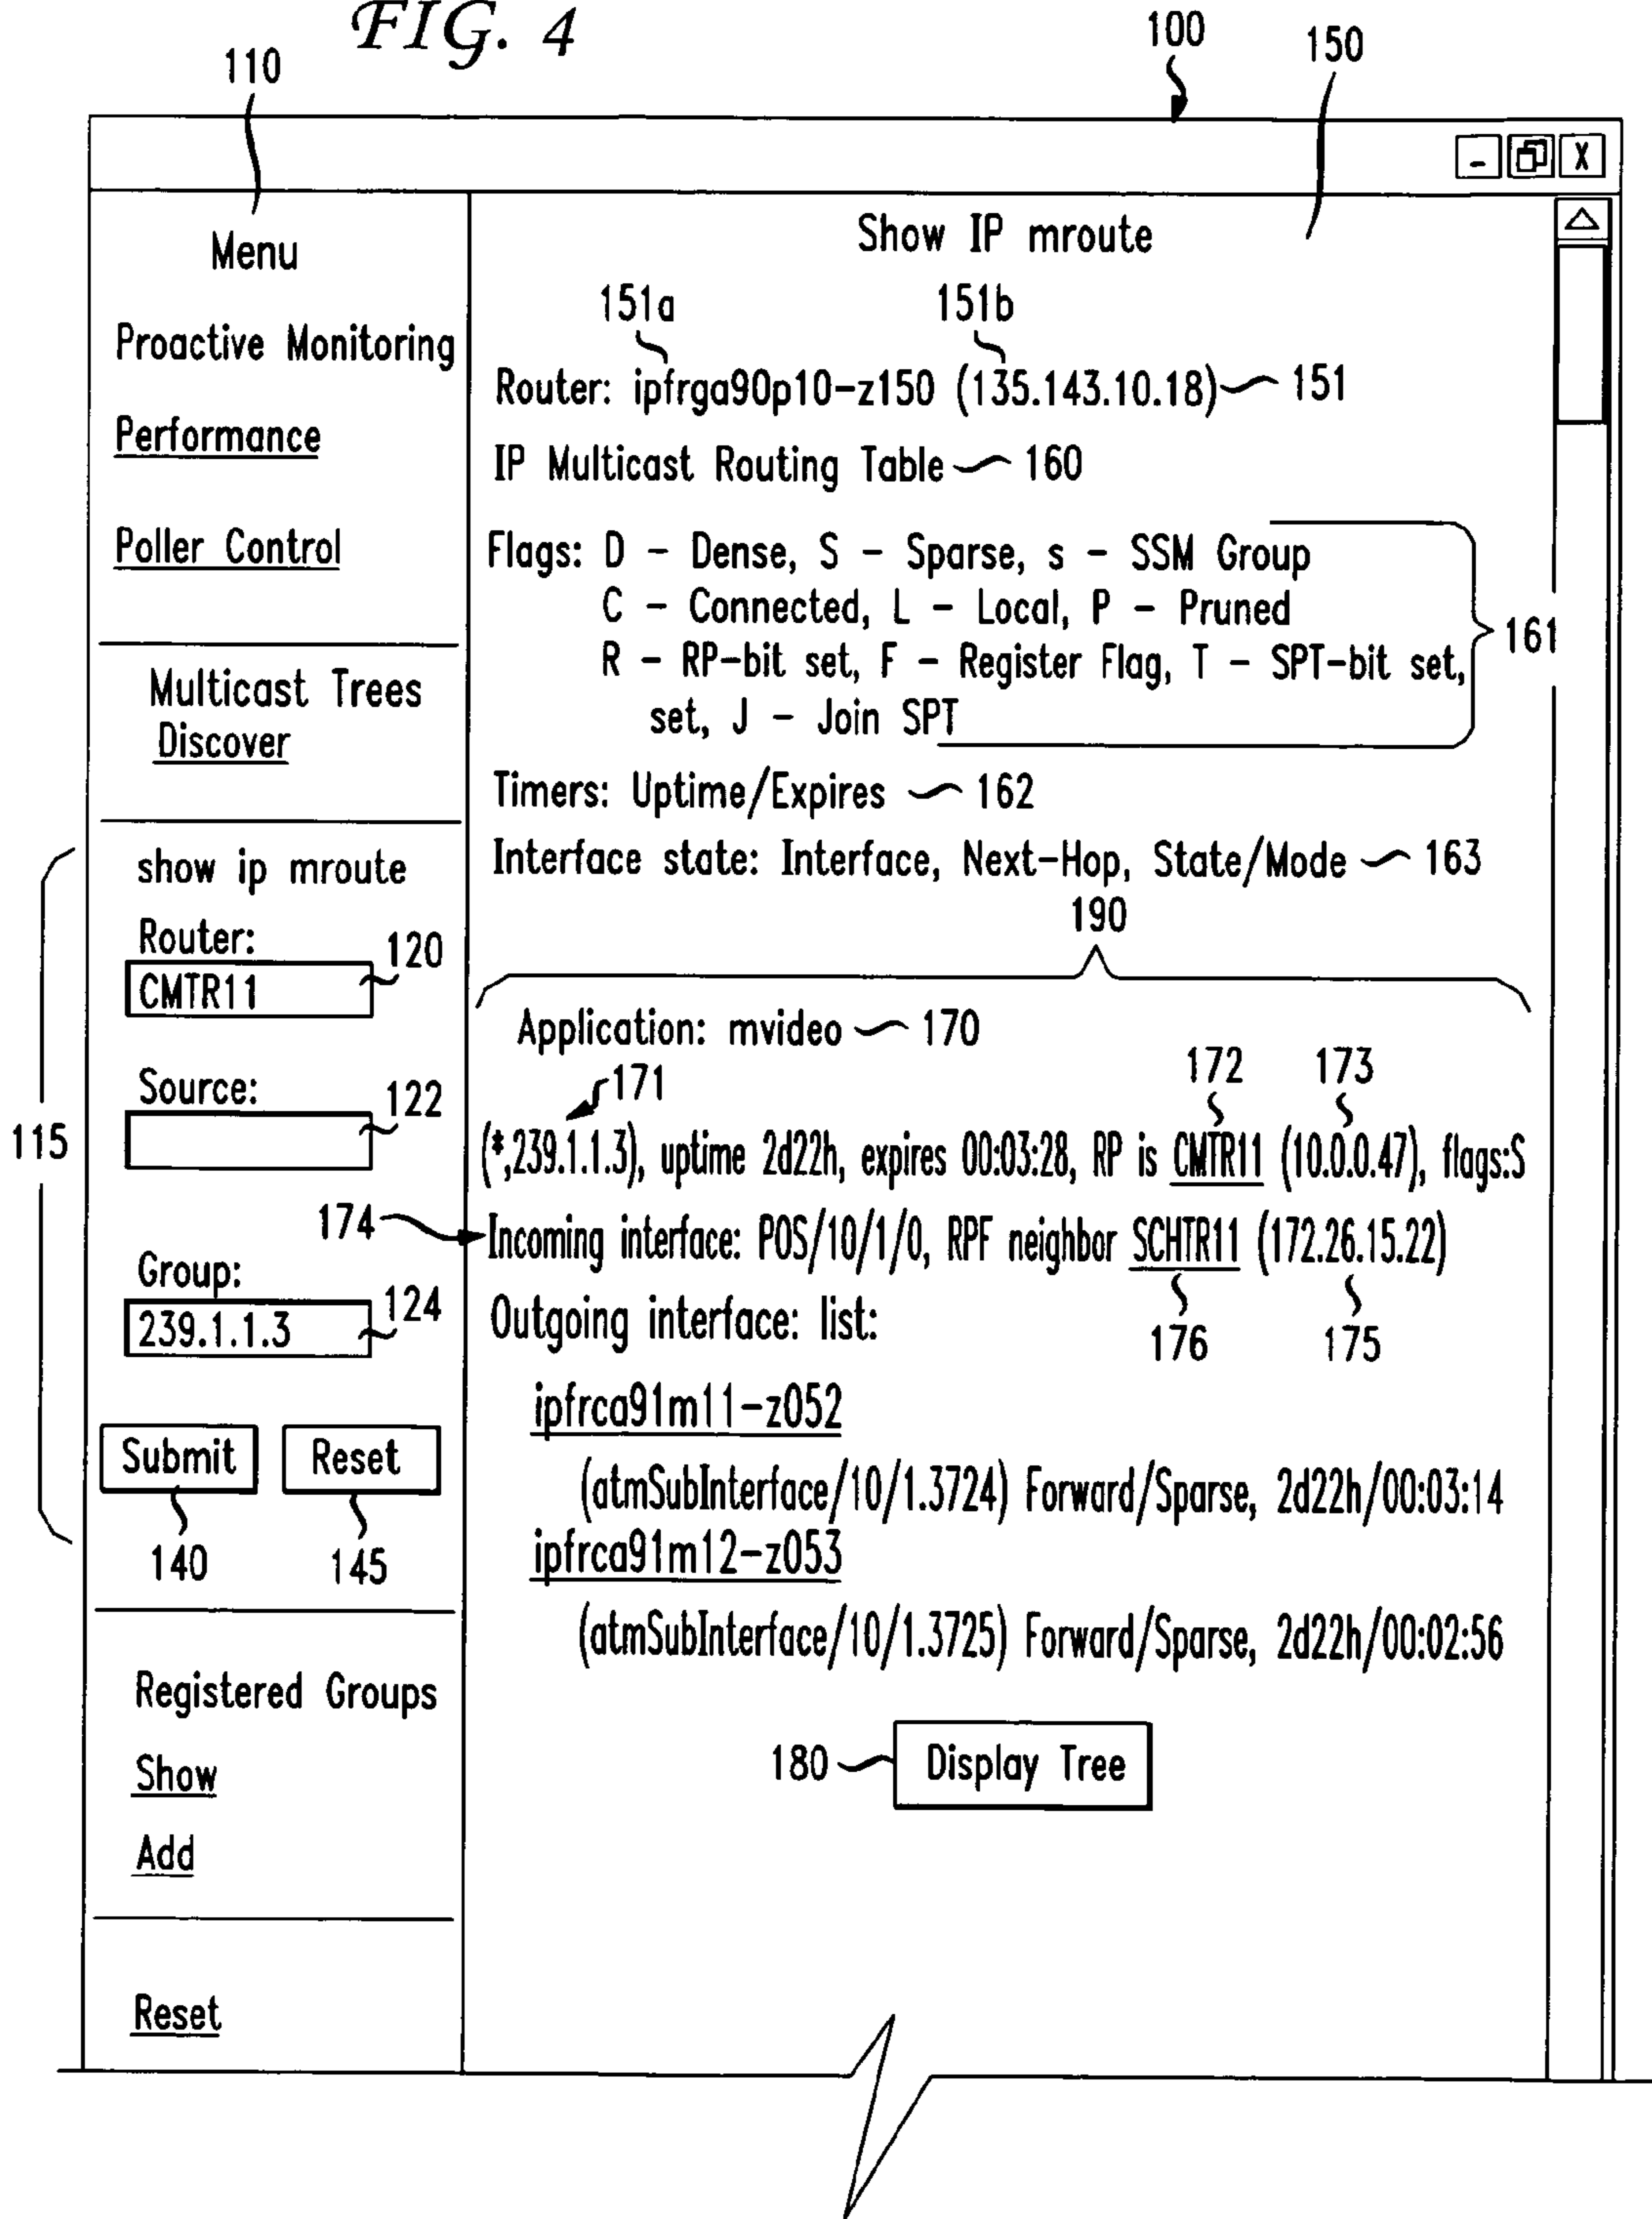 FIG. 4
110
100
150
- X
Menu
Proactive Monitoring
Performance
Poller Control
Multicast Trees
Discover
115
show ip mroute
Router:
CMTR11
120
Source:
122
Group:
239.1.1.3
124
Submit Reset
140 145
Registered Groups
Show
Add
Reset
Show IP mroute
151a 151b
Router: ipfrga90p10-z150 (135.143.10.18) 151
IP Multicast Routing Table 160
Flags: D - Dense, S - Sparse, s - SSM Group
C - Connected, L - Local, P - Pruned
R - RP-bit set, F - Register Flag, T - SPT-bit set,
set, J - Join SPT
161
Timers: Uptime/Expires 162
Interface state: Interface, Next-Hop, State/Mode 163
190
Application: mvideo 170
171 172 173
(*,239.1.1.3), uptime 2d22h, expires 00:03:28, RP is CMTR11 (10.0.0.47), flags:S
174
Incoming interface: POS/10/1/0, RPF neighbor SCHTR11 (172.26.15.22)
176 175
Outgoing interface: list:
ipfrca91m11-z052
(atmSubInterface/10/1.3724) Forward/Sparse, 2d22h/00:03:14
ipfrca91m12-z053
(atmSubInterface/10/1.3725) Forward/Sparse, 2d22h/00:02:56
180 Display Tree